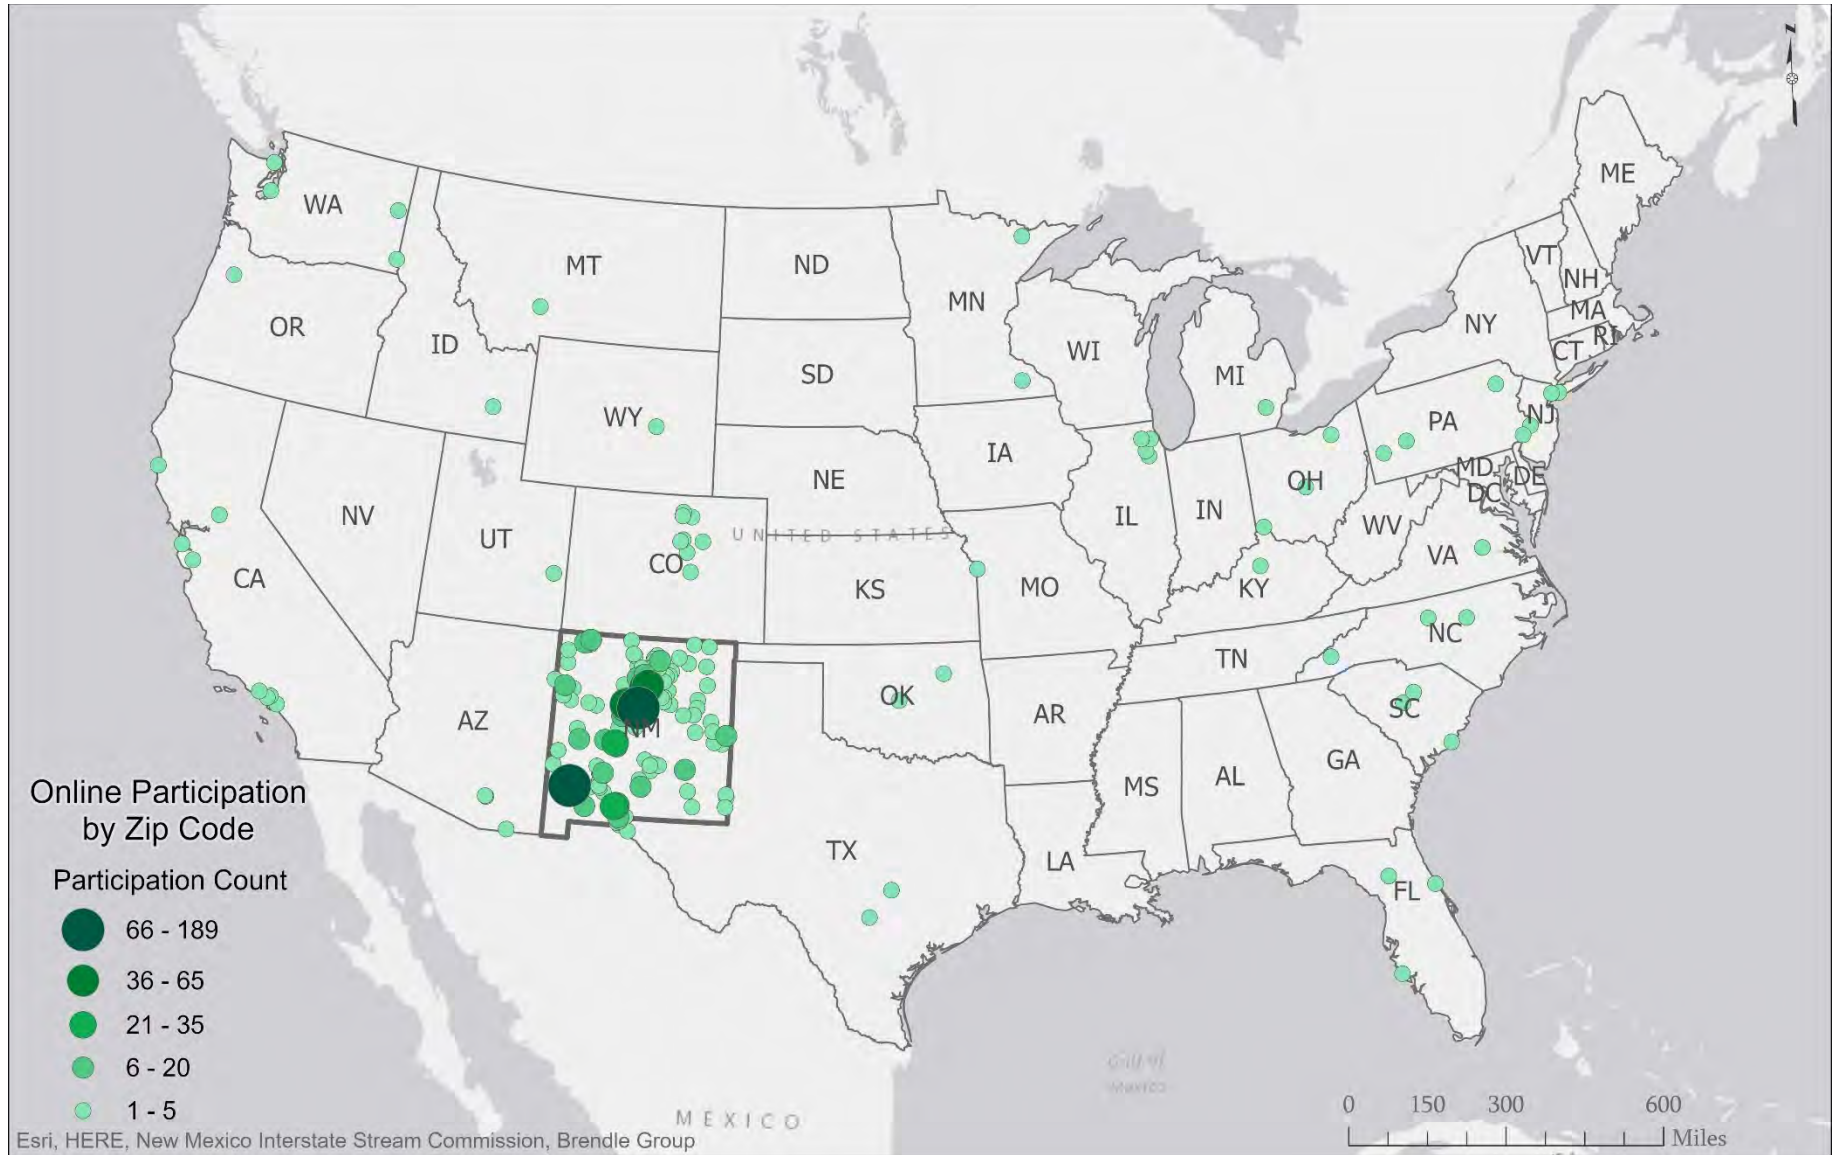 N
ME
WA
VT
NH
MT
ND
MN
MA
NY
RI
OR
ID
CT
WI
SD
MI
WY
NJ
PA
IA
MD
DE
NE
OH
DC
NV
IL
IN
WV
UT
UNITED STATES
VA
CO
CA
KS
MO
KY
NC
TN
OK
SC
AZ
AR
NM
GA
MS
AL
TX
LA
FL
Online Participation
by Zip Code
Participation Count
66 - 189
36 - 65
21 - 35
6 - 20
1 - 5
Gulf of
Mexico
MEXICO
0 150 300 600
Miles
Esri, HERE, New Mexico Interstate Stream Commission, Brendle Group